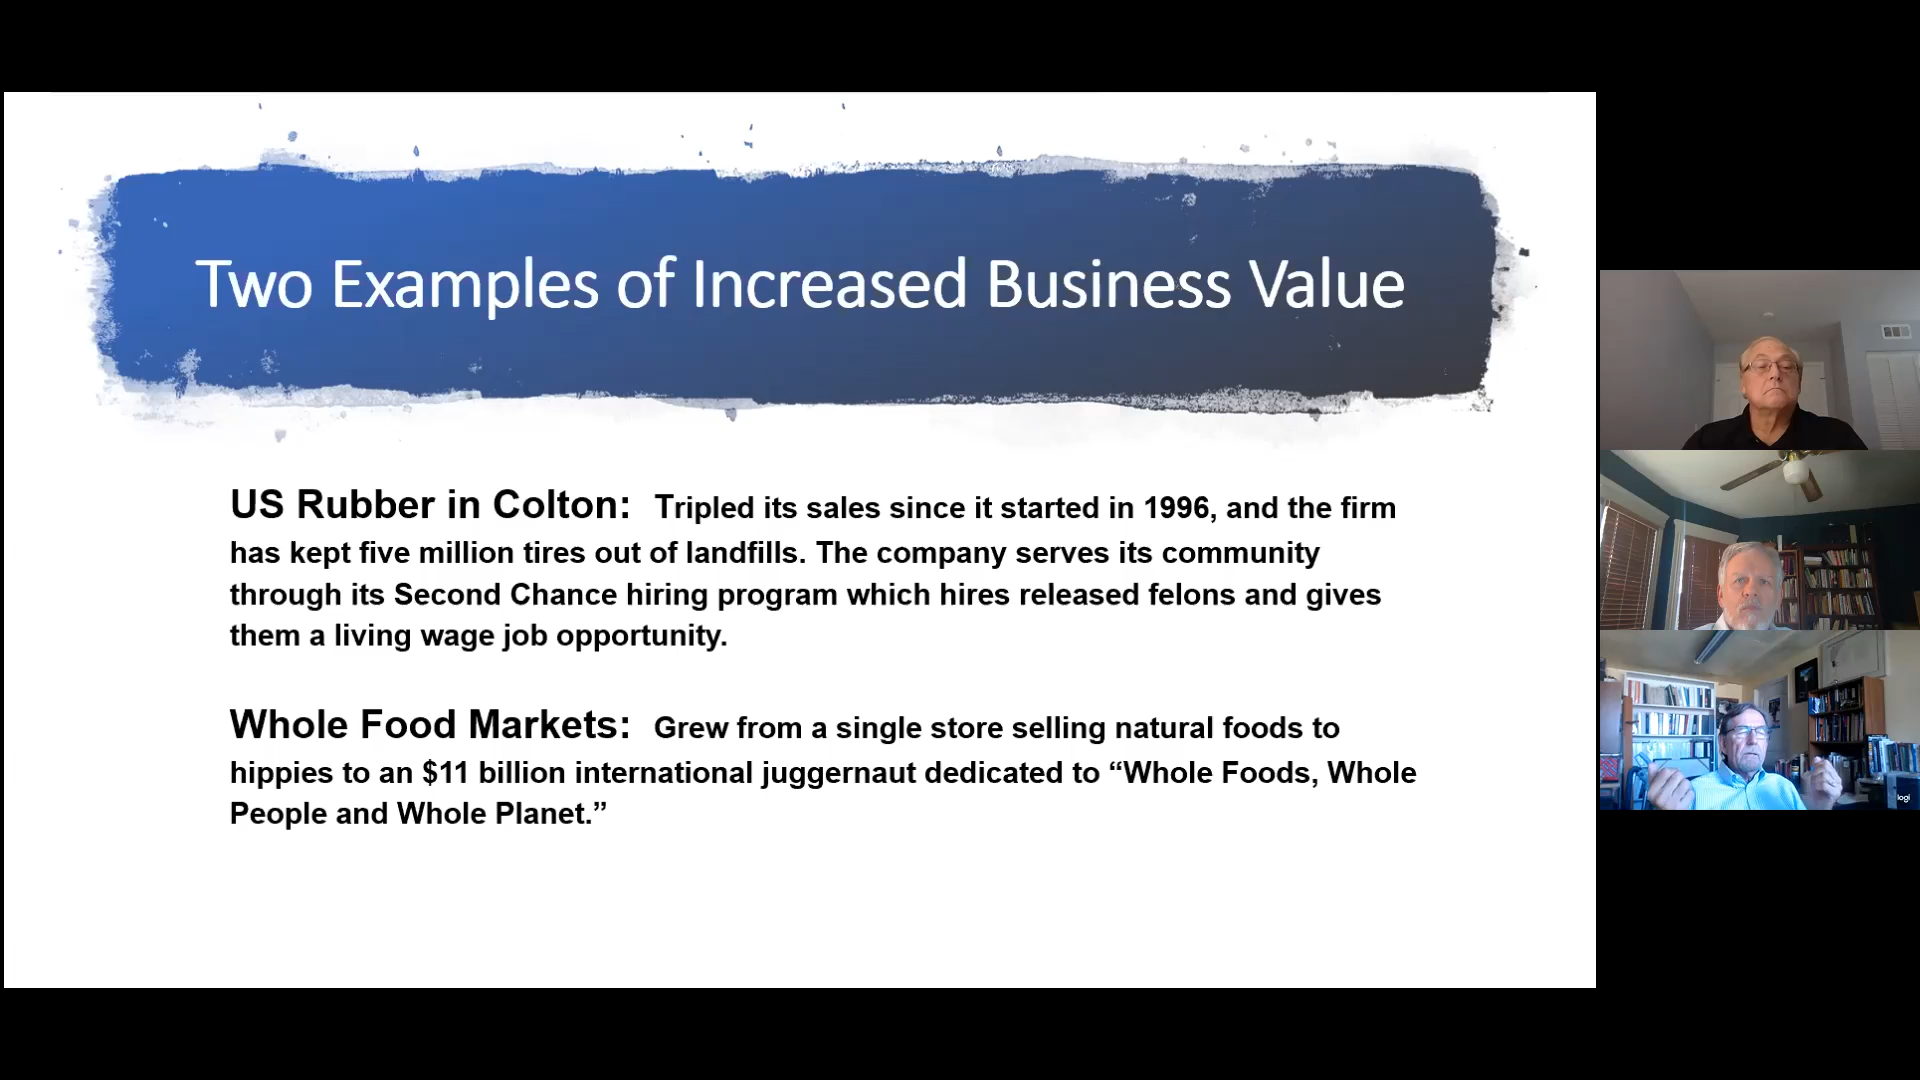 Two Examples of Increased Business Value
US Rubber in Colton: Tripled its sales since it started in 1996, and the firm
has kept five million tires out of landfills. The company serves its community
through its Second Chance hiring program which hires released felons and gives
them a living wage job opportunity.
Whole Food Markets: Grew from a single store selling natural foods to
hippies to an $11 billion international juggernaut dedicated to “Whole Foods, Whole
People and Whole Planet.”
logi